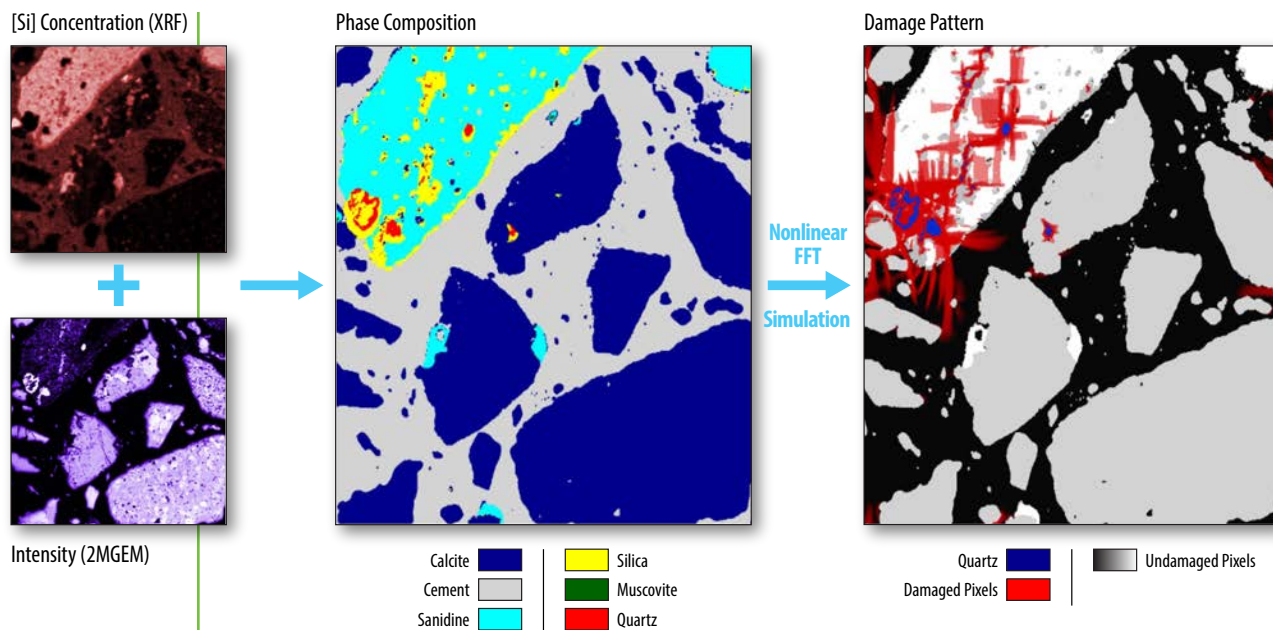 [Si] Concentration (XRF)
Phase Composition
Damage Pattern
Nonlinear
FFT
Simulation
Intensity (2MGEM)
Calcite
Cement
Sanidine
Silica
Muscovite
Quartz
Quartz
Damaged Pixels
Undamaged Pixels